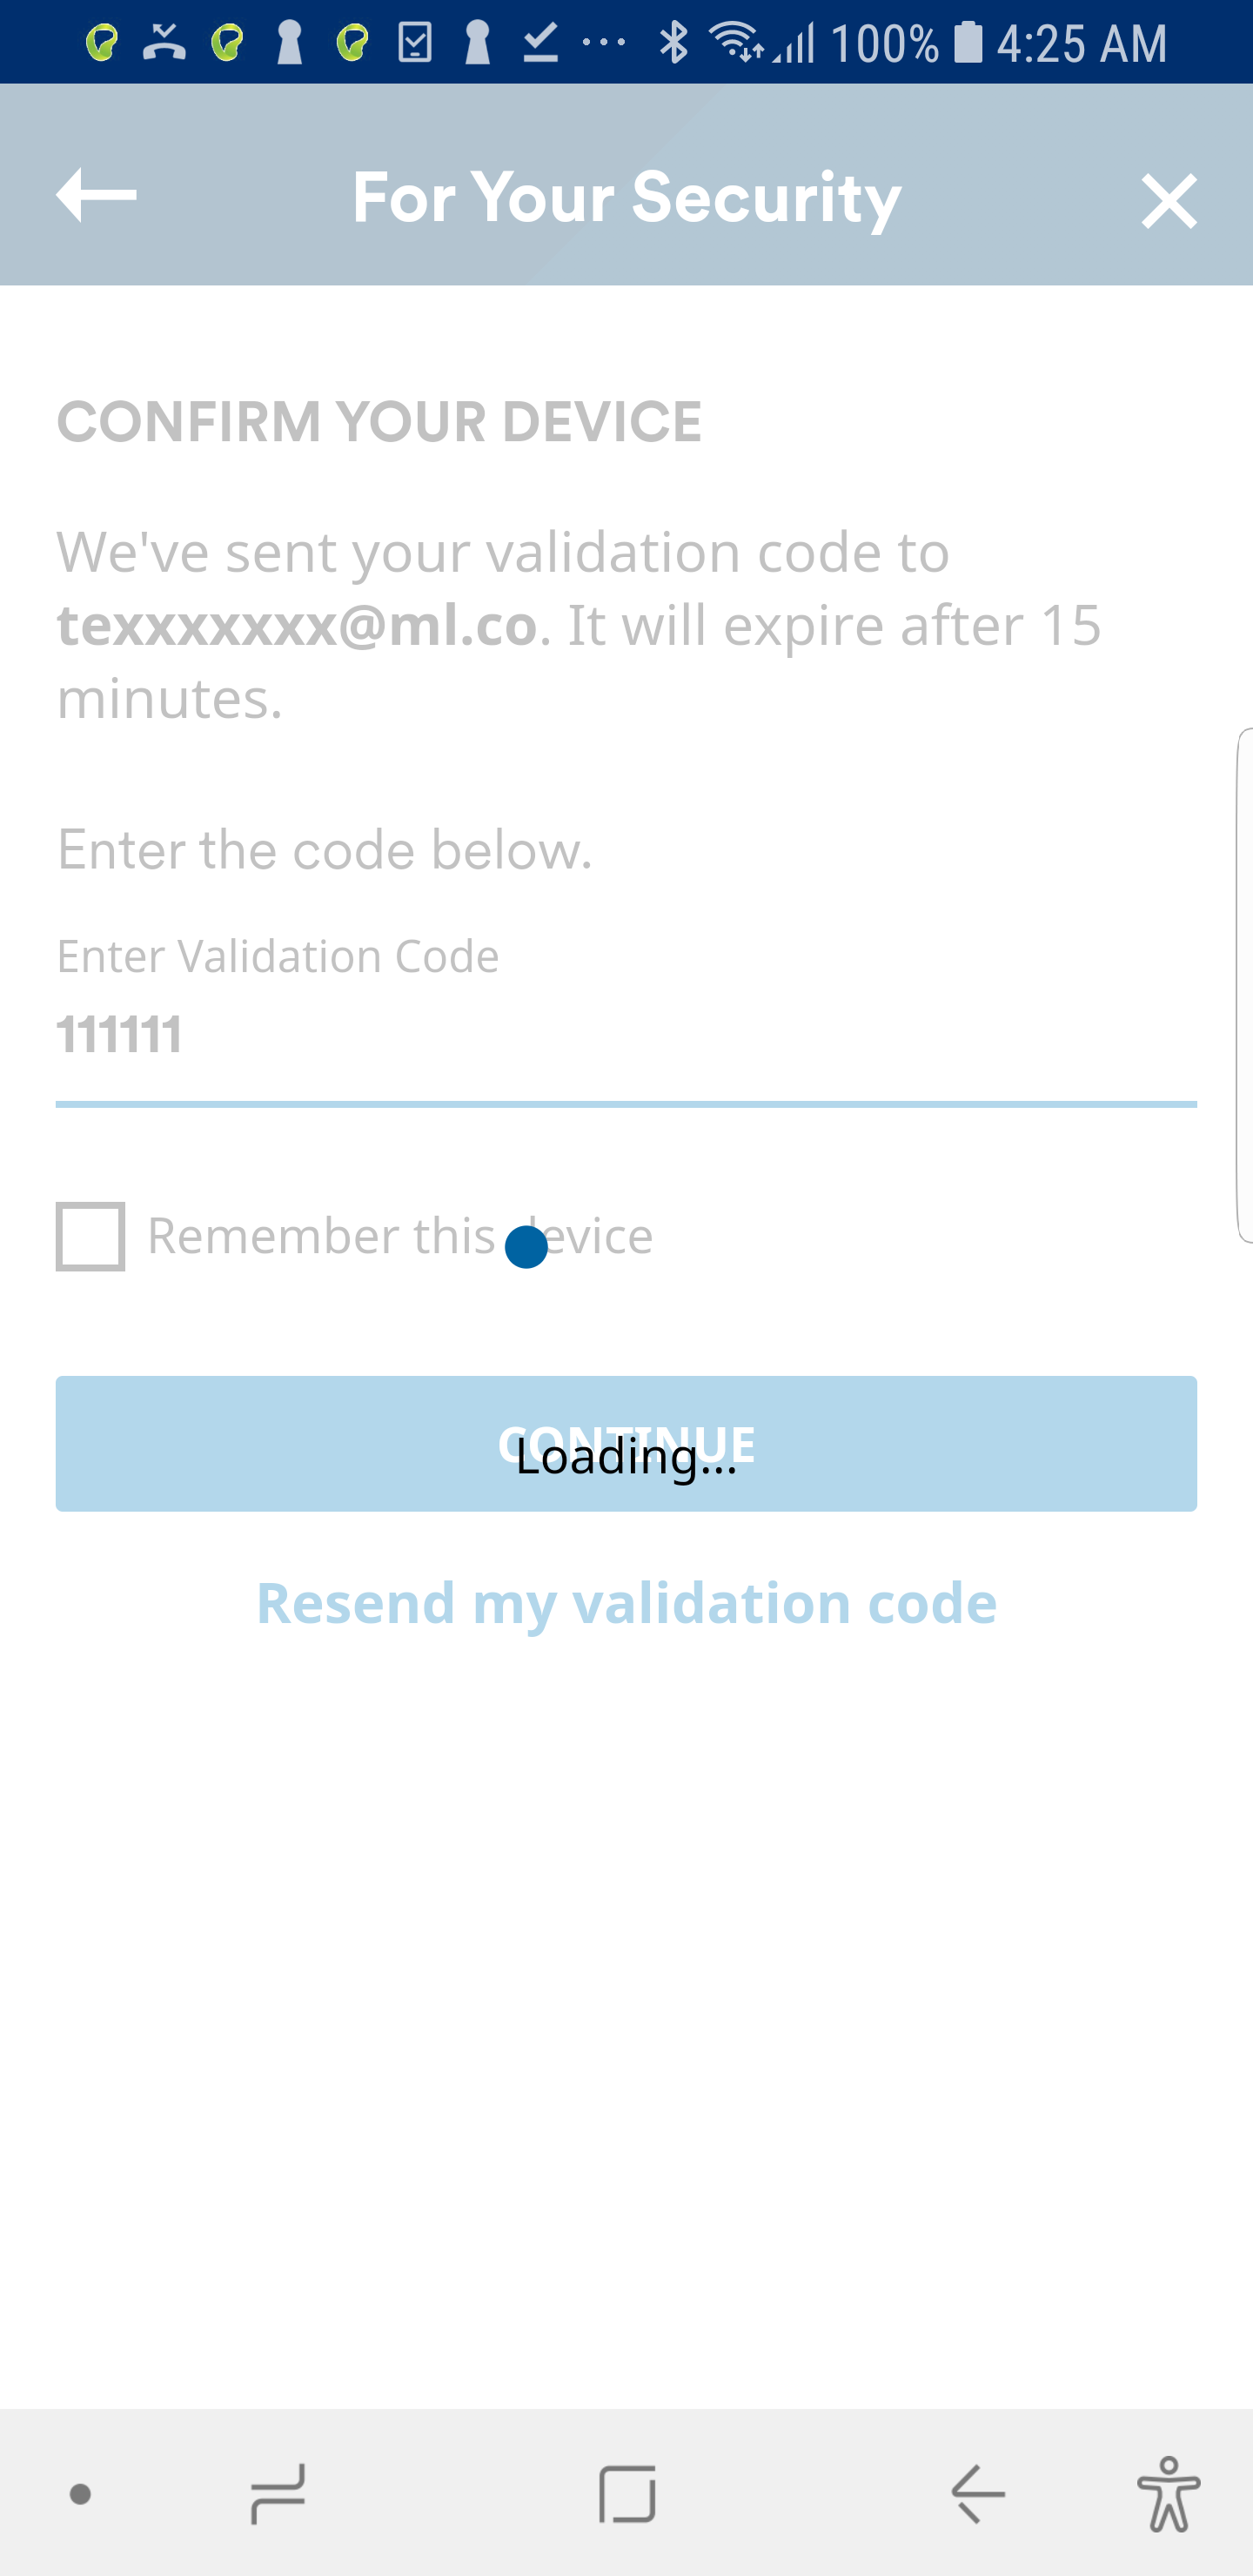 100% 4:25 AM
For Your Security
CONFIRM YOUR DEVICE
We've sent your validation code to
texxxxxxx@ml.co. It will expire after 15
minutes.
Enter the code below.
Enter Validation Code
111111
Remember this device
CONTINUE
Loading...
Resend my validation code